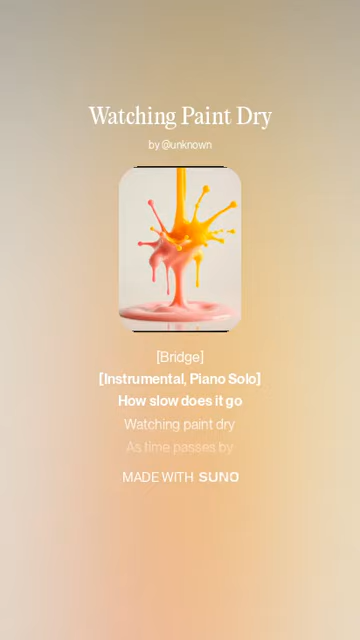 Watching Paint Dry
by @unknown
[Bridge]
[Instrumental, Piano Solo]
How slow does it go
Watching paint dry
As time passes by
MADE WITH SUNO